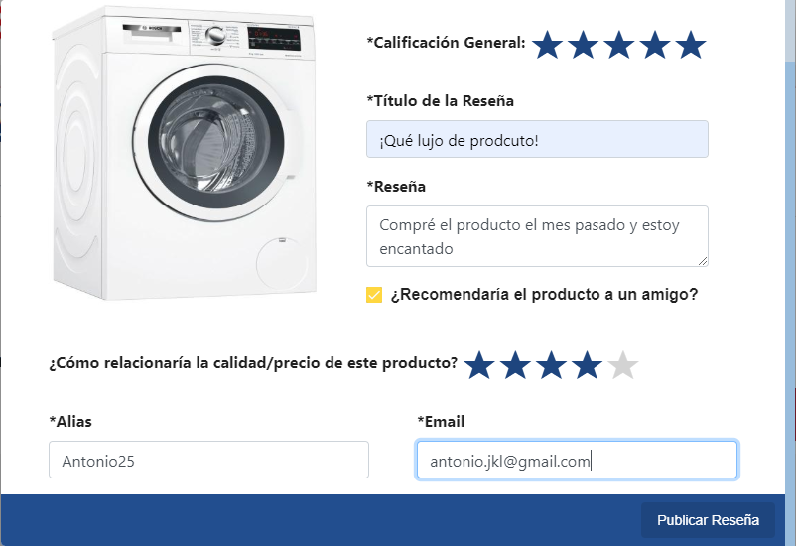 BOSCH
*Calificación General:
*Título de la Reseña
¡Qué lujo de prodcuto!
*Reseña
Compré el producto el mes pasado y estoy
encantado
¿Recomendaría el producto a un amigo?
¿Cómo relacionaría la calidad/precio de este producto?
*Alias
*Email
Antonio25
antonio.jkl@gmail.com
Publicar Reseña